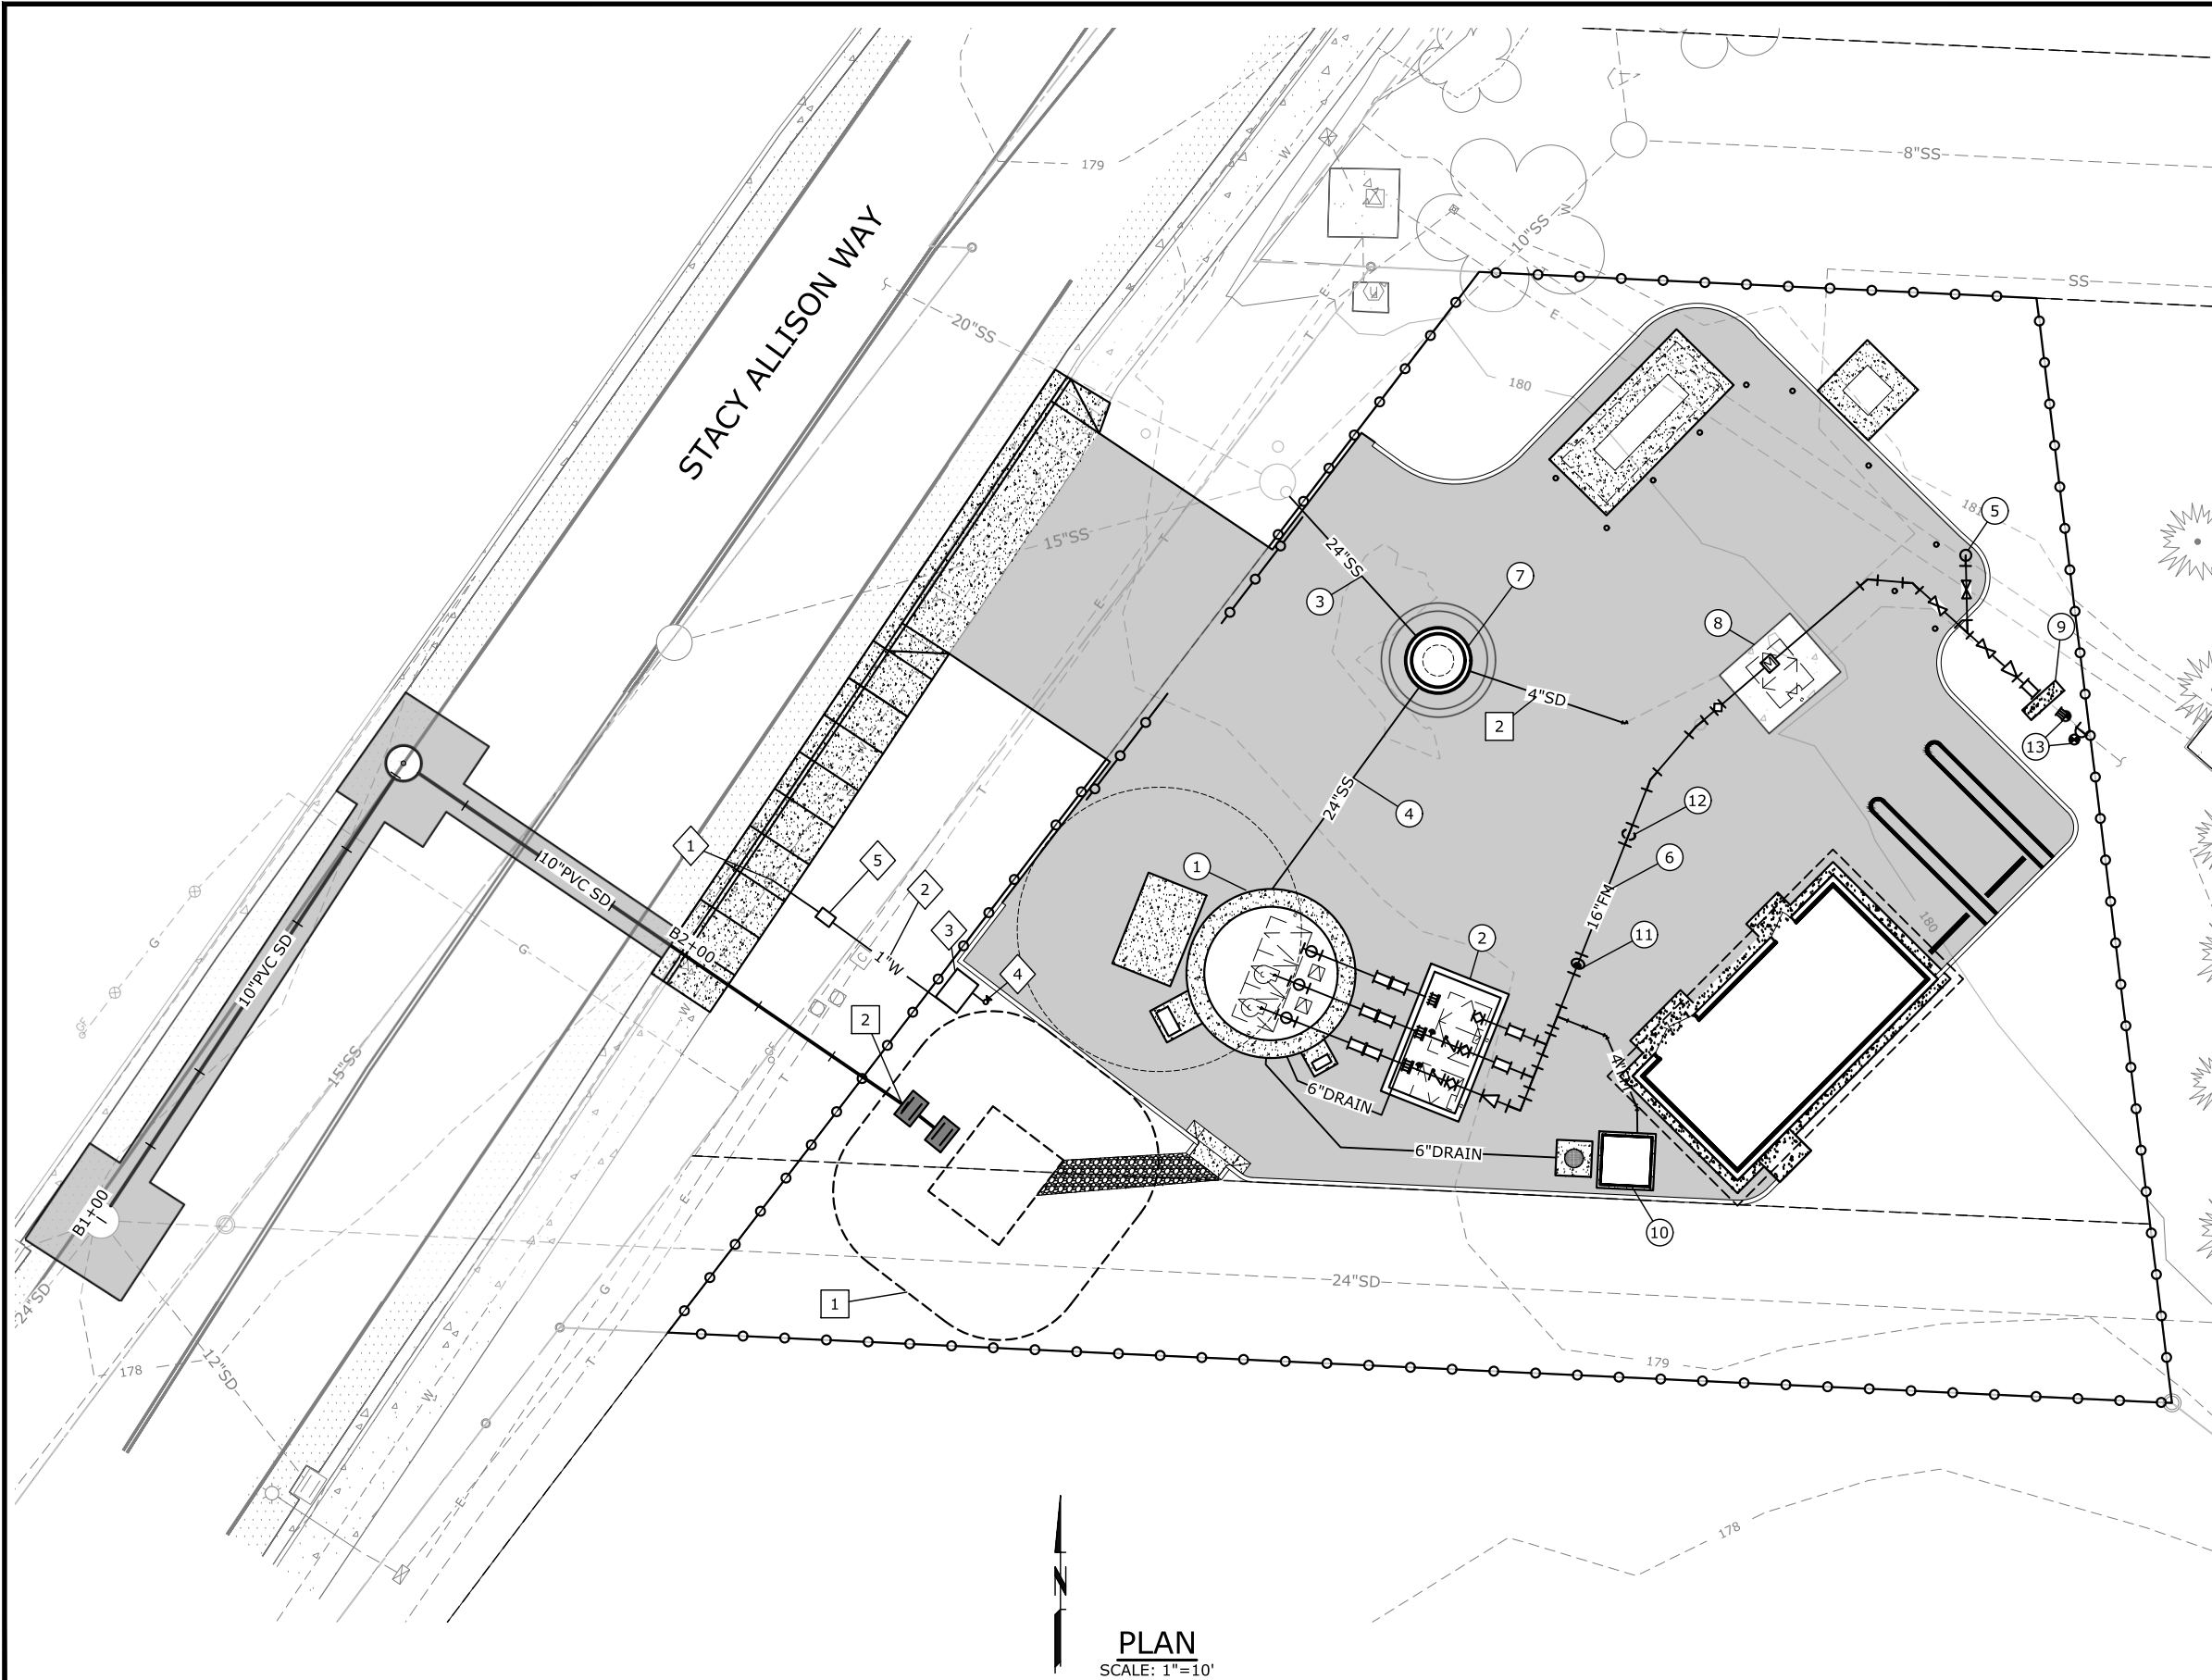 179
W
8"SS
10"SS
W
STACY ALLISON WAY
20"SS
E
T
E
SS
180
181
5
15"SS
T
24"SS
3
7
E
8
9
4"SD
2
13
T
24"SS
4
12
1
5
10"PVC SD
2
1
6
16"FM
180
G
G
3
B2+00
1"W
C
4
2
11
10"PVC SD
W
2
GF
GF
T
15"SS
6"DRAIN
6"DRAIN
M
B1+00
E
10
24"SD
24"SD
G
1
12"SD
178
W
T
179
E
178
N
PLAN
SCALE: 1"=10'